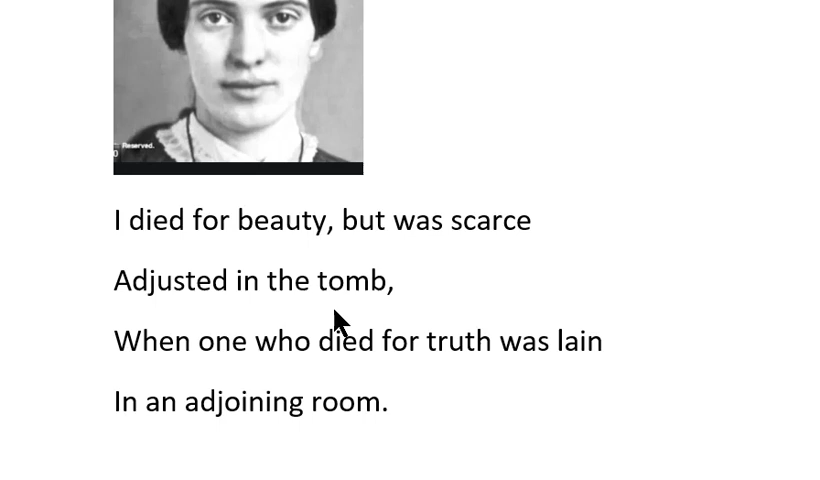 Reserved.
I died for beauty, but was scarce
Adjusted in the tomb,
When one who died for truth was lain
In an adjoining room.